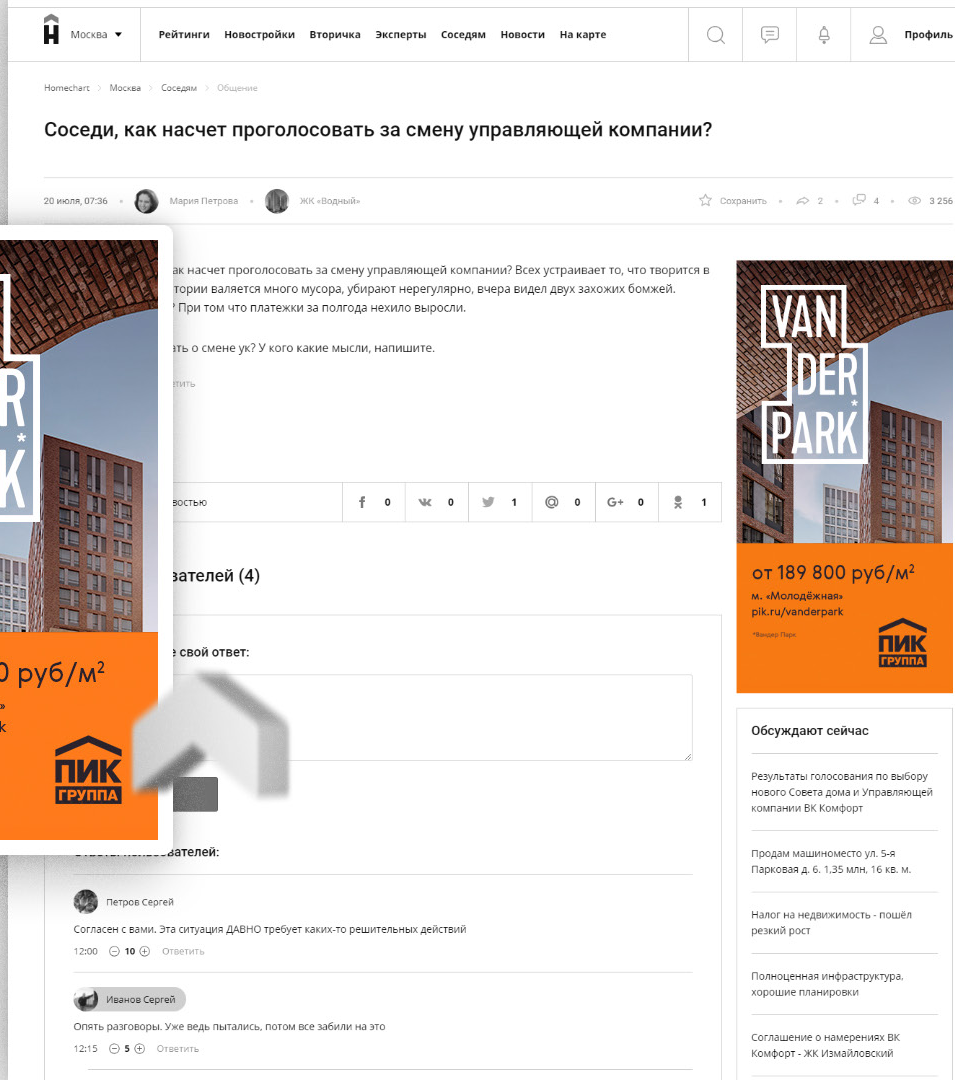 Москва
Рейтинги Новостройки Вторичка Эксперты Соседям Новости На карте
Профиль
Homechart Москва Соседям Общение
Соседи, как насчет проголосовать за смену управляющей компании?
20 июля, 07:36 Мария Петрова ЖК «Водный»
Сохранить 2 4 3 256
как насчет проголосовать за смену управляющей компании? Всех устраивает то, что творится в
валяется много мусора, убирают нерегулярно, вчера видел двух захожих бомжей.
? При том что платежки за полгода нехило выросли.
о смене ук? У кого какие мысли, напишите.
0 0 1 0 G+ 0 1
(4)
свой ответ:
Петров Сергей
Согласен с вами. Эта ситуация ДАВНО требует каких-то решительных действий
12:00 10 Ответить
Иванов Сергей
Опять разговоры. Уже ведь пытались, потом все забили на это
12:15 5 Ответить
R
*
K
0 руб/м²
»
k
ПИК
ГРУППА
VAN
DER
*
PARK
от 189 800 руб/м²
м. «Молодёжная»
pik.ru/vanderpark
*Вандер Парк
ПИК
ГРУППА
Обсуждают сейчас
Результаты голосования по выбору
нового Совета дома и Управляющей
компании ВК Комфорт
Продам машиноместо ул. 5-я
Парковая д. 6. 1,35 млн, 16 кв. м.
Налог на недвижимость - пошёл
резкий рост
Полноценная инфраструктура,
хорошие планировки
Соглашение о намерениях ВК
Комфорт - ЖК Измайловский